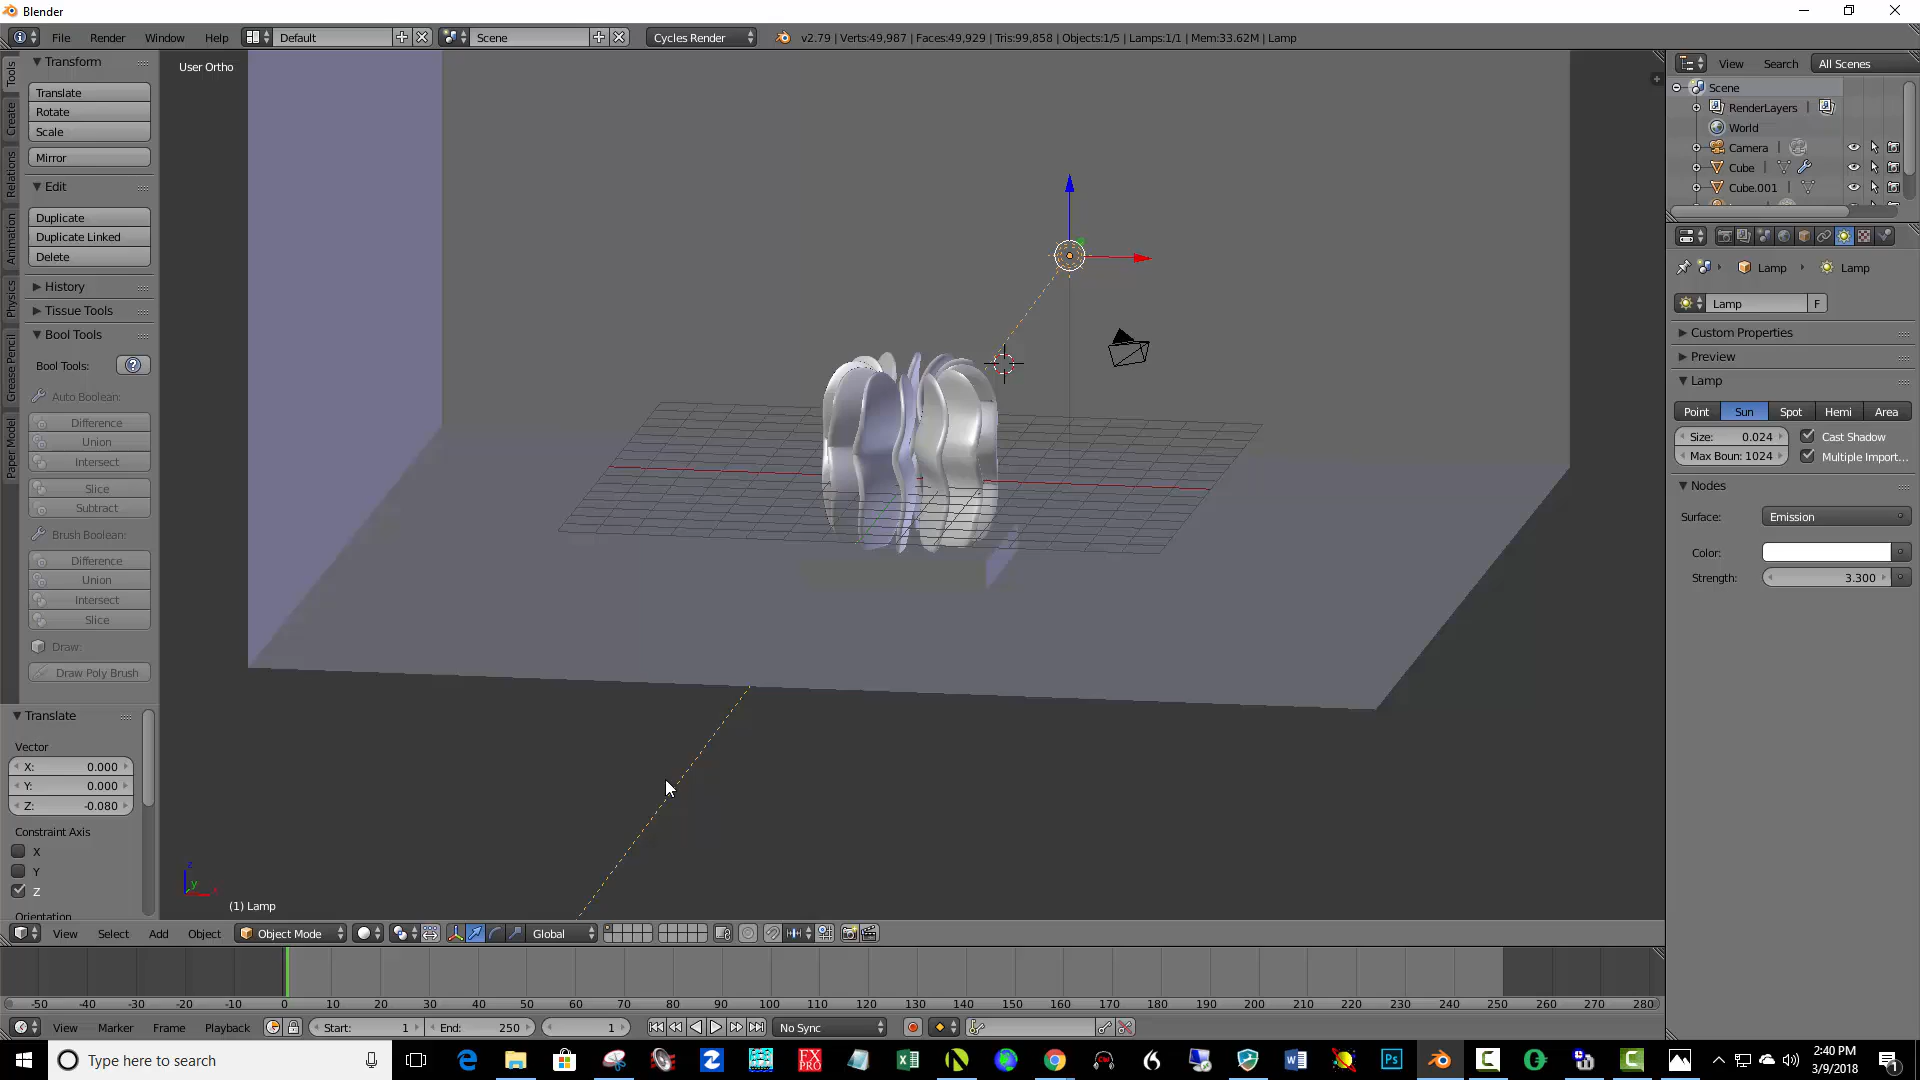 Blender
File Render Window Help Default Scene Cycles Render v2.79 | Verts:49,987 | Faces:49,929 | Tris:99,858 | Objects:1/5 | Lamps:1/1 | Mem:33.62M | Lamp
Tools
Create
Relations
Animation
Physics
Grease Pencil
Paper Model
Transform
Translate
Rotate
Scale
Mirror
Edit
Duplicate
Duplicate Linked
Delete
History
Tissue Tools
Bool Tools
Bool Tools:
Auto Boolean:
Difference
Union
Intersect
Slice
Subtract
Brush Boolean:
Difference
Union
Intersect
Slice
Draw:
Draw Poly Brush
Translate
Vector
X: 0.000
Y: 0.000
Z: -0.080
Constraint Axis
X
Y
Z
Orientation
User Ortho
(1) Lamp
View Select Add Object Object Mode Global
-50 -40 -30 -20 -10 0 10 20 30 40 50 60 70 80 90 100 110 120 130 140 150 160 170 180 190 200 210 220 230 240 250 260 270 280
View Marker Frame Playback Start: 1 End: 250 1 No Sync
View Search All Scenes
Scene
RenderLayers |
World
Camera |
Cube |
Cube.001 |
Lamp Lamp
Lamp F
Custom Properties
Preview
Lamp
Point Sun Spot Hemi Area
Size: 0.024 Cast Shadow
Max Boun: 1024 Multiple Import...
Nodes
Surface: Emission
Color:
Strength: 3.300
Type here to search
2:40 PM
3/9/2018